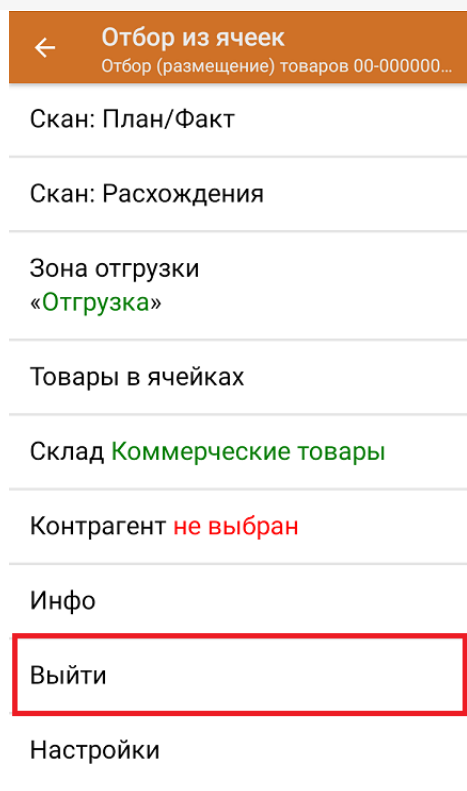 Отбор из ячеек
Отбор (размещение) товаров 00-000000...
Скан: План/Факт
Скан: Расхождения
Зона отгрузки
«Отгрузка»
Товары в ячейках
Склад Коммерческие товары
Контрагент не выбран
Инфо
Выйти
Настройки